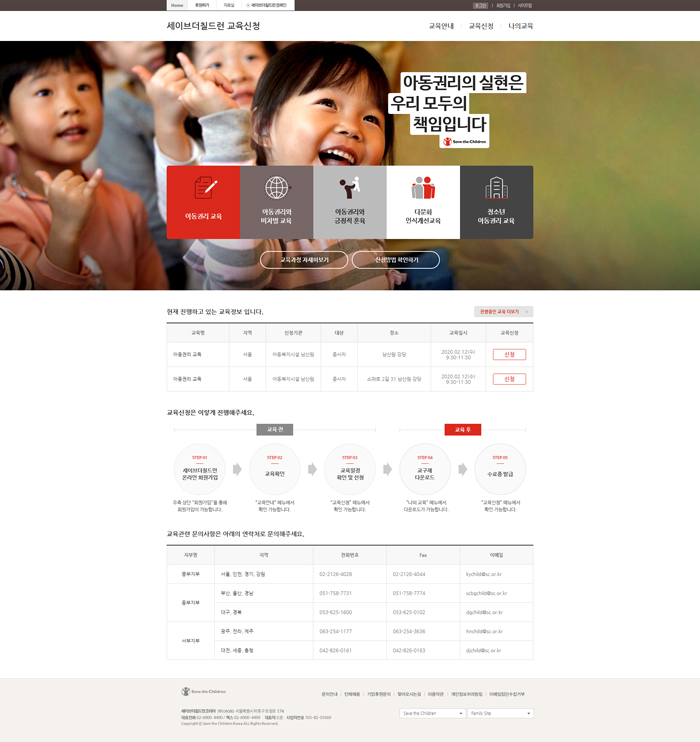 Home 후원하기 자료실 세이브더칠드런 캠페인
로그인 회원가입 사이트맵
세이브더칠드런 교육신청
교육안내 교육신청 나의교육
아동권리의 실현은
우리 모두의
책임입니다
Save the Children
아동권리 교육
아동권리와
비처벌 교육
아동권리와
긍정적 훈육
다문화
인식개선교육
청소년
아동권리 교육
교육과정 자세히보기
신청방법 확인하기
현재 진행하고 있는 교육정보 입니다.
진행중인 교육 더보기 >
교육명 지역 신청기관 대상 장소 교육일시 교육신청
아동권리 교육 서울 아동복지시설 남산원 종사자 남산원 강당 2020.02.12(수)
9:30-11:30 신청
아동권리 교육 서울 아동복지시설 남산원 종사자 소파로 2길 31 남산원 강당 2020.02.12(수)
9:30-11:30 신청
교육신청은 이렇게 진행해주세요.
교육 전
교육 후
STEP 01
세이브더칠드런
온라인 회원가입
우측 상단 "회원가입"을 통해
회원가입이 가능합니다.
STEP 02
교육확인
"교육안내" 메뉴에서
확인 가능합니다.
STEP 03
교육일정
확인 및 신청
"교육신청" 메뉴에서
확인 가능합니다.
STEP 04
교구재
다운로드
"나의 교육" 메뉴에서
다운로드가 가능합니다.
STEP 05
수료증 발급
"교육신청" 메뉴에서
확인 가능합니다.
교육관련 문의사항은 아래의 연락처로 문의해주세요.
지부명 지역 전화번호 Fax 이메일
중부지부 서울, 인천, 경기, 강원 02-2126-4028 02-2126-4044 kychild@sc.or.kr
동부지부 부산, 울산, 경남 051-758-7731 051-758-7774 scbgchild@sc.or.kr
대구, 경북 053-625-1600 053-625-0102 dgchild@sc.or.kr
서부지부 광주, 전라, 제주 063-254-1177 063-254-3636 hnchild@sc.or.kr
대전, 세종, 충청 042-826-0161 042-826-0163 djchild@sc.or.kr
Save the Children
문의안내 인재채용 기업후원문의 찾아오시는길 이용약관 개인정보처리방침 이메일집단수집거부
세이브더칠드런코리아 서울특별시 마포구 토정로 174
대표전화 02-6900-4400 / 팩스 02-6900-4499 대표자 오준 사업자번호
Copyright © Save the Children Korea ALL Rights Reserved.
Save the Children
Family Site